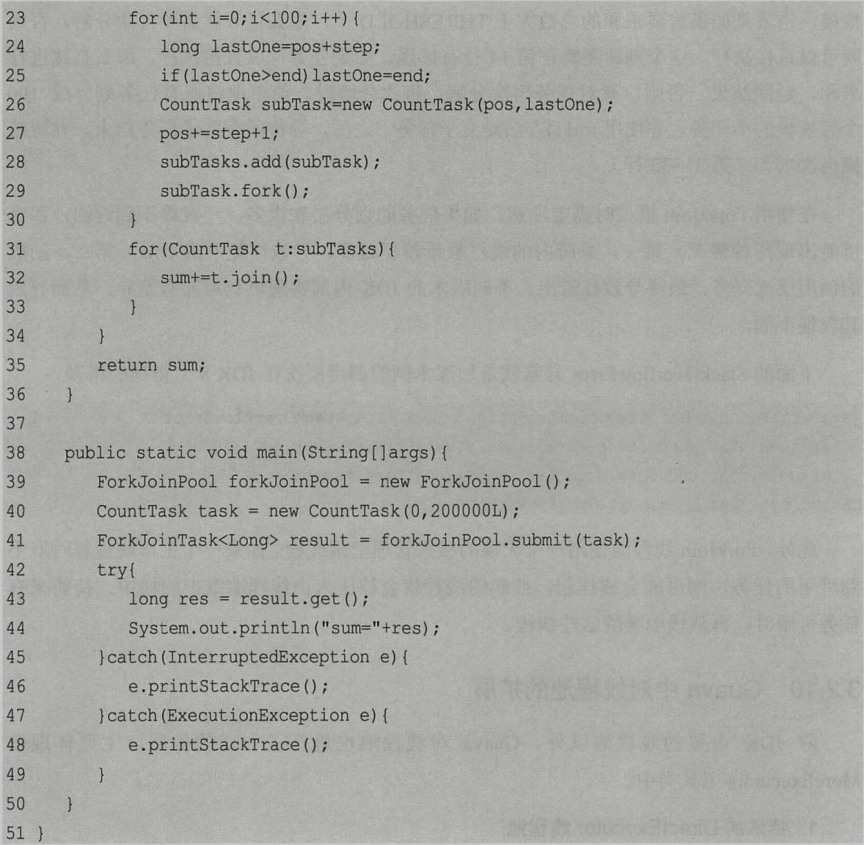 23 for(int i=0;i<100;i++){
24 long lastOne=pos+step;
25 if(lastOne>end)lastOne=end;
26 CountTask subTask=new CountTask(pos,lastOne);
27 pos+=step+1;
28 subTasks.add(subTask);
29 subTask.fork();
30 }
31 for(CountTask t:subTasks){
32 sum+=t.join();
33 }
34 }
35 return sum;
36 }
37
38 public static void main(String[]args){
39 ForkJoinPool forkJoinPool = new ForkJoinPool();
40 CountTask task = new CountTask(0,200000L);
41 ForkJoinTask<Long> result = forkJoinPool.submit(task);
42 try{
43 long res = result.get();
44 System.out.println("sum="+res);
45 }catch(InterruptedException e){
46 e.printStackTrace();
47 }catch(ExecutionException e){
48 e.printStackTrace();
49 }
50 }
51 }